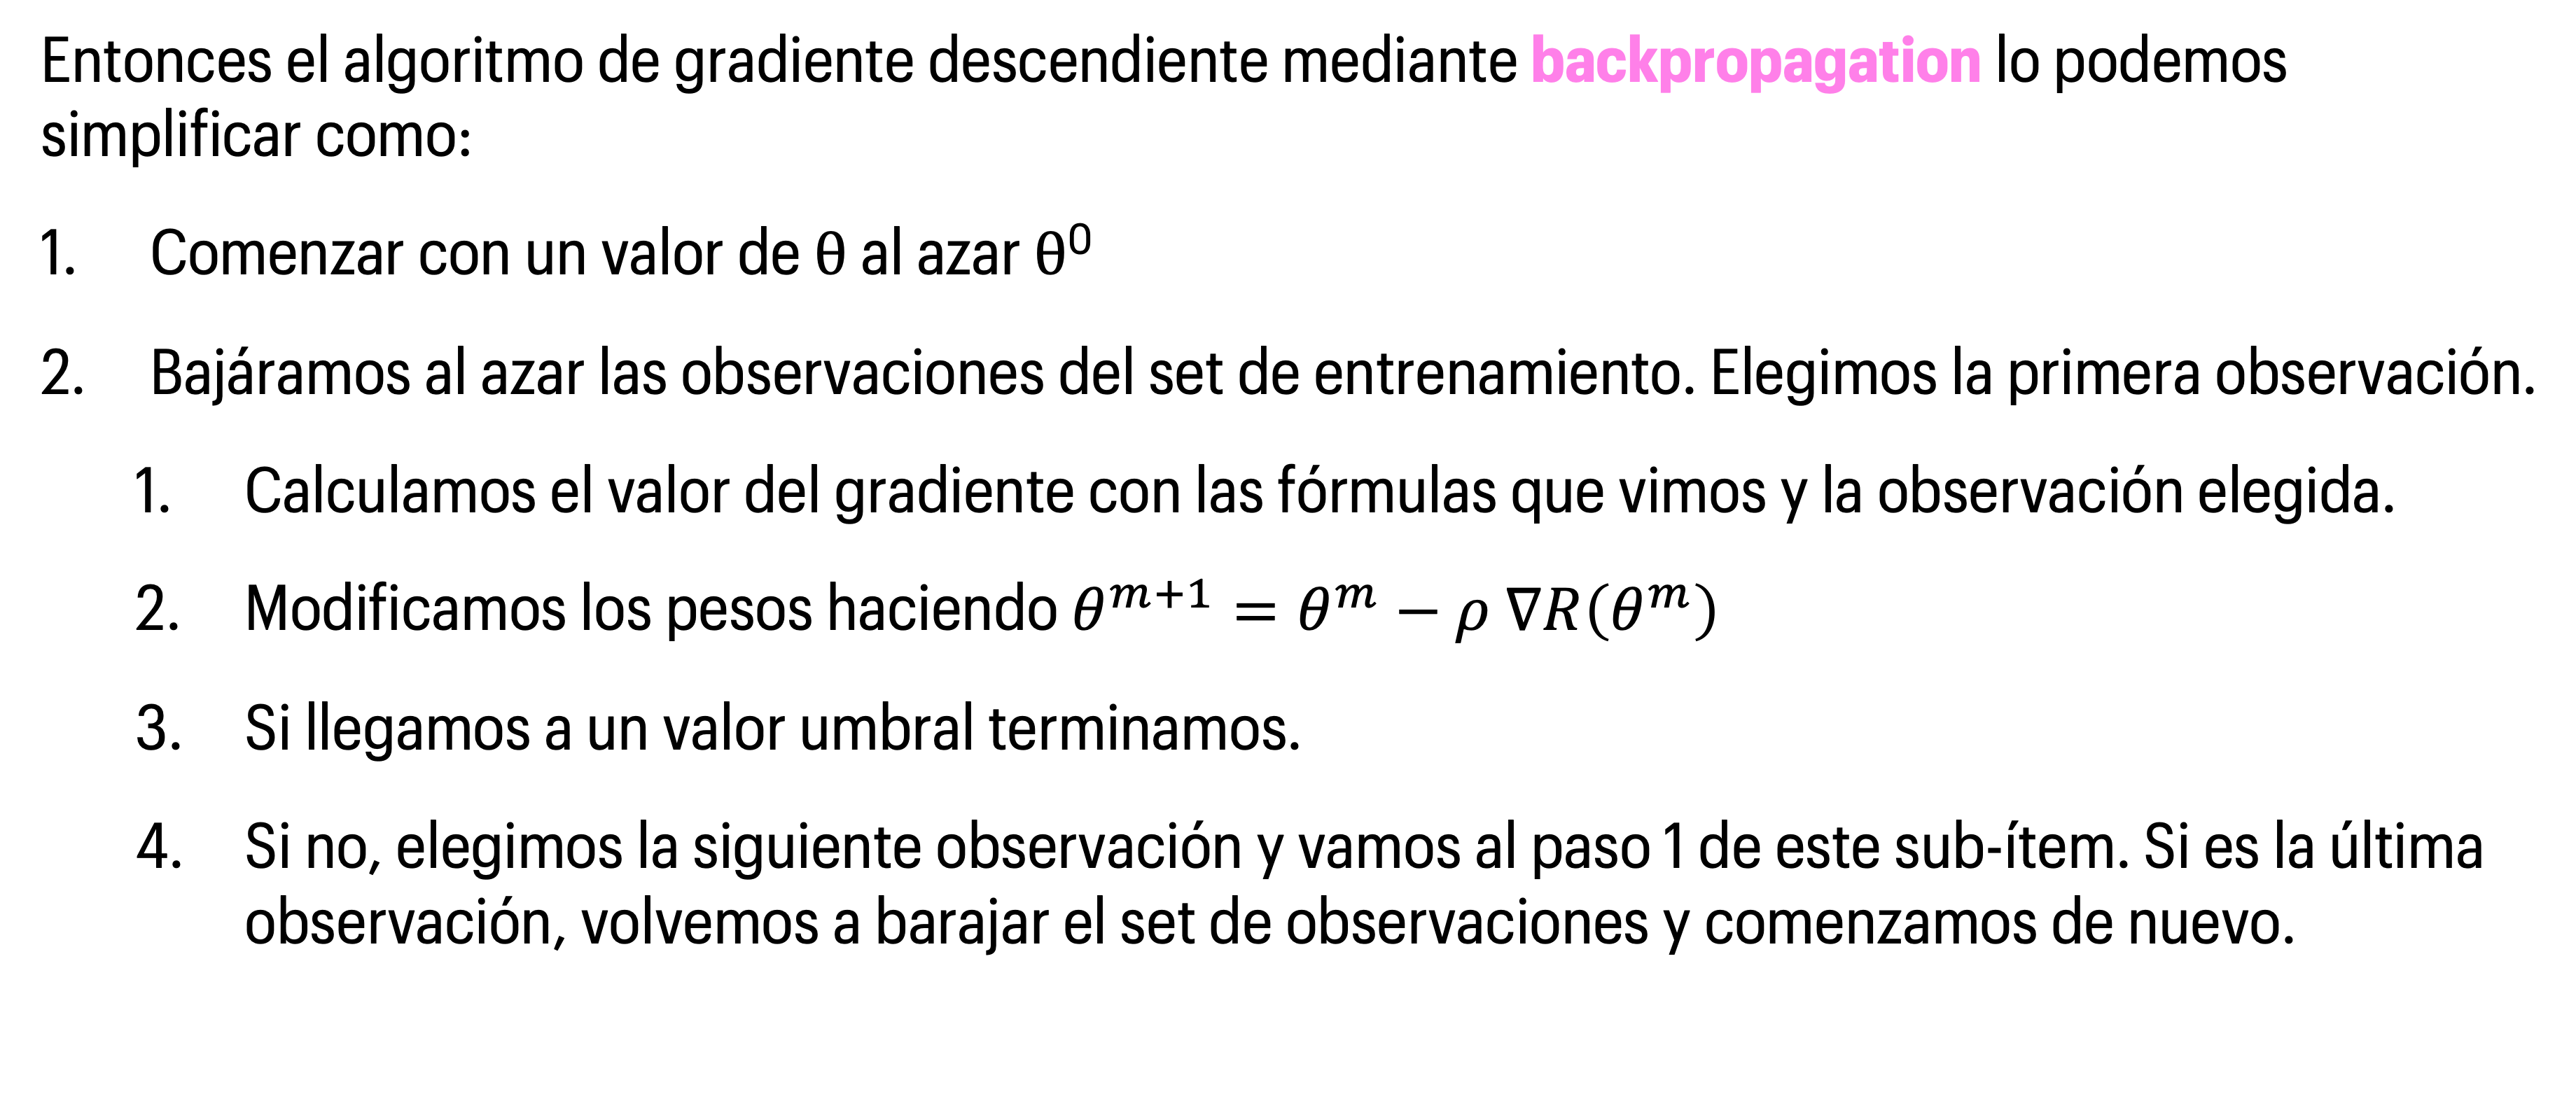 Entonces el algoritmo de gradiente descendiente mediante backpropagation lo podemos
simplificar como:
1. Comenzar con un valor de θ al azar θ⁰
2. Bajáramos al azar las observaciones del set de entrenamiento. Elegimos la primera observación.
1. Calculamos el valor del gradiente con las fórmulas que vimos y la observación elegida.
2. Modificamos los pesos haciendo θ^{m+1} = θ^m − ρ ∇R(θ^m)
3. Si llegamos a un valor umbral terminamos.
4. Si no, elegimos la siguiente observación y vamos al paso 1 de este sub-ítem. Si es la última
observación, volvemos a barajar el set de observaciones y comenzamos de nuevo.